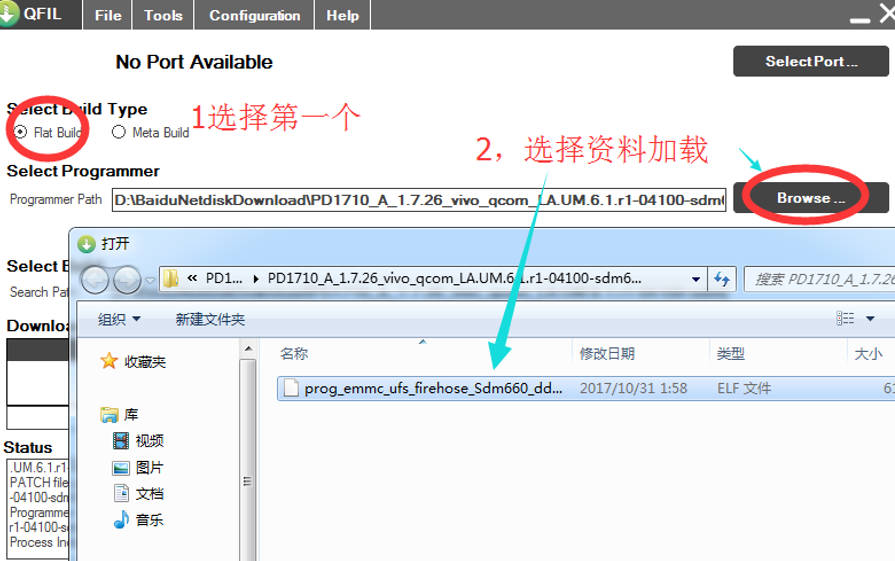 QFIL File Tools Configuration Help
No Port Available
Select Port ...
Select Build Type
1选择第一个
Flat Build Meta Build
2，选择资料加载
Select Programmer
Programmer Path D:\BaiduNetdiskDownload\PD1710_A_1.7.26_vivo_qcom_LA.UM.6.1.r1-04100-sdm6
Browse ...
打开
Select
Search
« PD1... PD1710_A_1.7.26_vivo_qcom_LA.UM.6.1.r1-04100-sdm6...
搜索 PD1710_A_1.7.26
组织 新建文件夹
收藏夹
库
视频
图片
文档
音乐
名称 修改日期 类型 大小
prog_emmc_ufs_firehose_Sdm660_dd... 2017/10/31 1:58 ELF 文件
Status
.UM.6.1.r1-
PATCH file
-04100-sdm
Programme
r1-04100-s
Process In